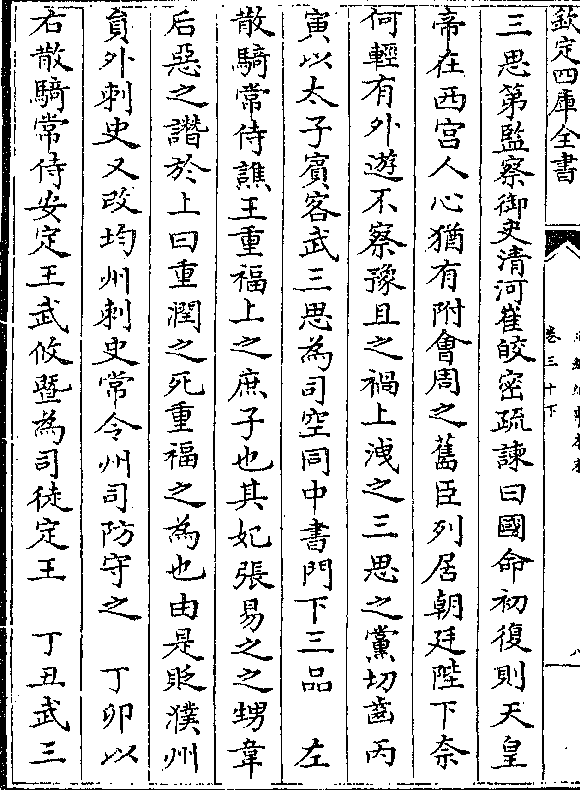 欽定四庫全書
卷三十下
三思第監察御史清河崔皎密疏諫曰國命初復則天皇
帝在西宫人心猶有附會周之舊臣列居朝廷陛下奈
何輕有外遊不察豫且之禍上洩之三思之黨切齒丙
寅以太子賓客武三思為司空同中書門下三品　左
散騎常侍譙王重福上之庶子也其妃張易之之甥韋
后惡之譖於上曰重潤之死重福之為也由是貶濮州
貟外刺史又改均州刺史常令州司防守之　丁卯以
右散騎常侍安定王武攸暨為司徒定王　丁丑武三